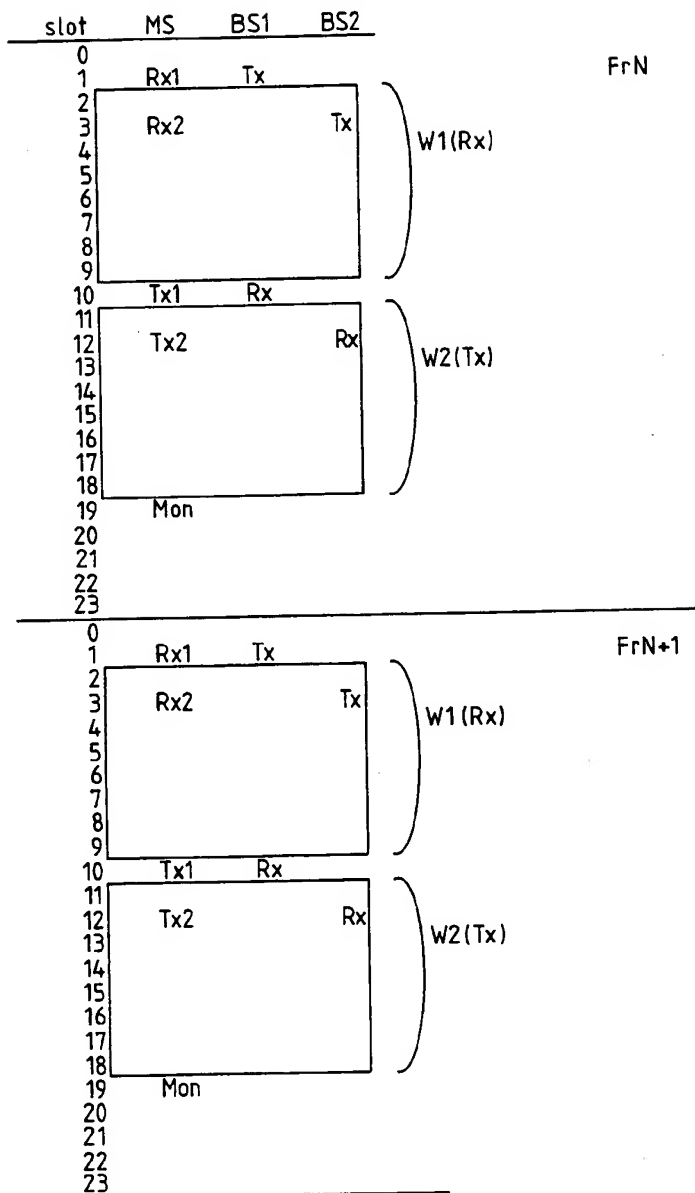 slot MS BS1 BS2
0
FrN
1 Rx1 Tx
2
3 Rx2 Tx
W1(Rx)
4
5
6
7
8
9
10 Tx1 Rx
11
12 Tx2 Rx
W2(Tx)
13
14
15
16
17
18
19 Mon
20
21
22
23
0
FrN+1
1 Rx1 Tx
2
3 Rx2 Tx
W1(Rx)
4
5
6
7
8
9
10 Tx1 Rx
11
12 Tx2 Rx
W2(Tx)
13
14
15
16
17
18
19 Mon
20
21
22
23